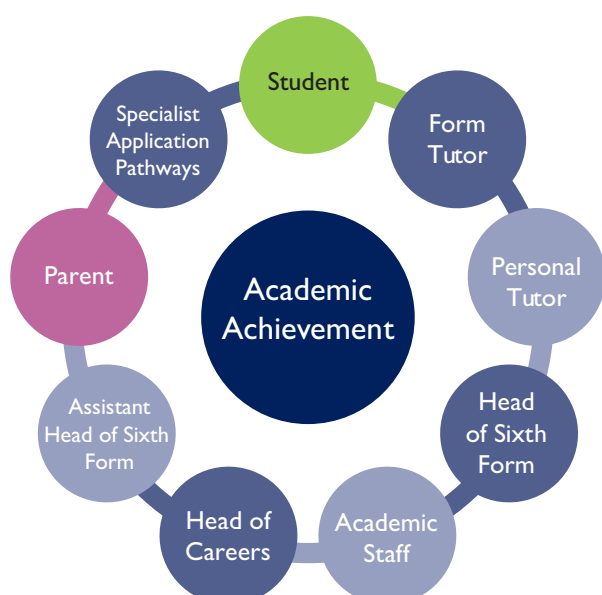 Student
Form
Tutor
Personal
Tutor
Head
of Sixth
Form
Academic
Staff
Head of
Careers
Assistant
Head of Sixth
Form
Parent
Specialist
Application
Pathways
Academic
Achievement